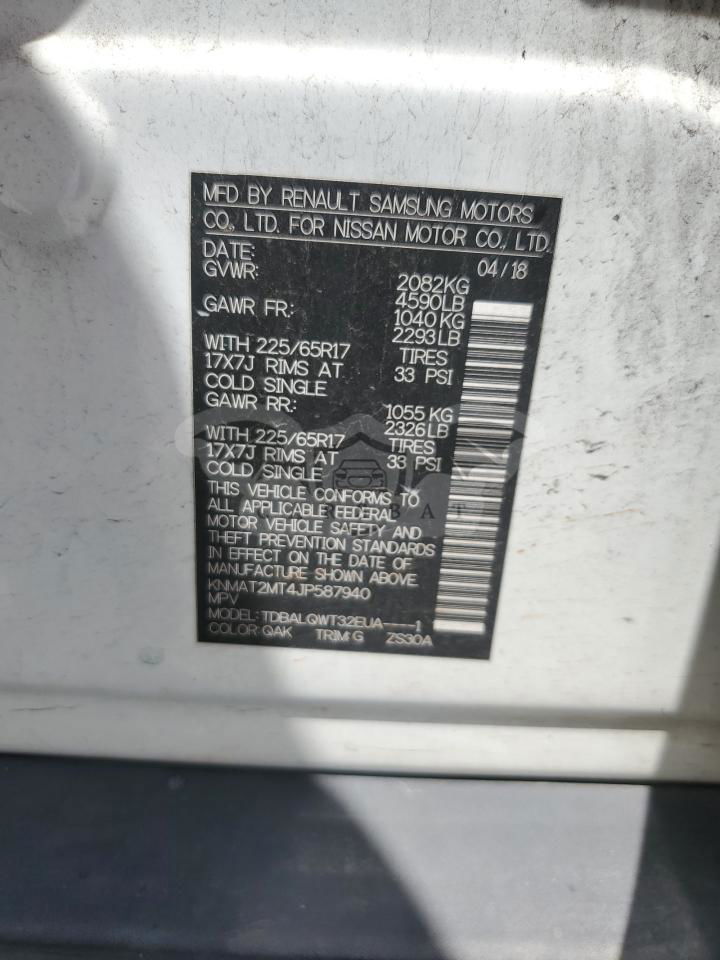 MFD BY RENAULT SAMSUNG MOTORS
CO., LTD. FOR NISSAN MOTOR CO., LTD.
DATE: 04/18
GVWR: 2082KG
4590LB
GAWR FR: 1040KG
2293LB
WITH 225/65R17 TIRES
17X7J RIMS AT 33 PSI
COLD SINGLE
GAWR RR: 1055 KG
2326LB
WITH 225/65R17 TIRES
17X7J RIMS AT 33 PSI
COLD SINGLE
THIS VEHICLE CONFORMS TO
ALL APPLICABLE FEDERAL
MOTOR VEHICLE SAFETY AND
THEFT PREVENTION STANDARDS
IN EFFECT ON THE DATE OF
MANUFACTURE SHOWN ABOVE.
KNMAT2MT4JP587940
MPV
MODEL: TDBALQWT32EUA----1
COLOR: QAK TRIM: G ZS30A